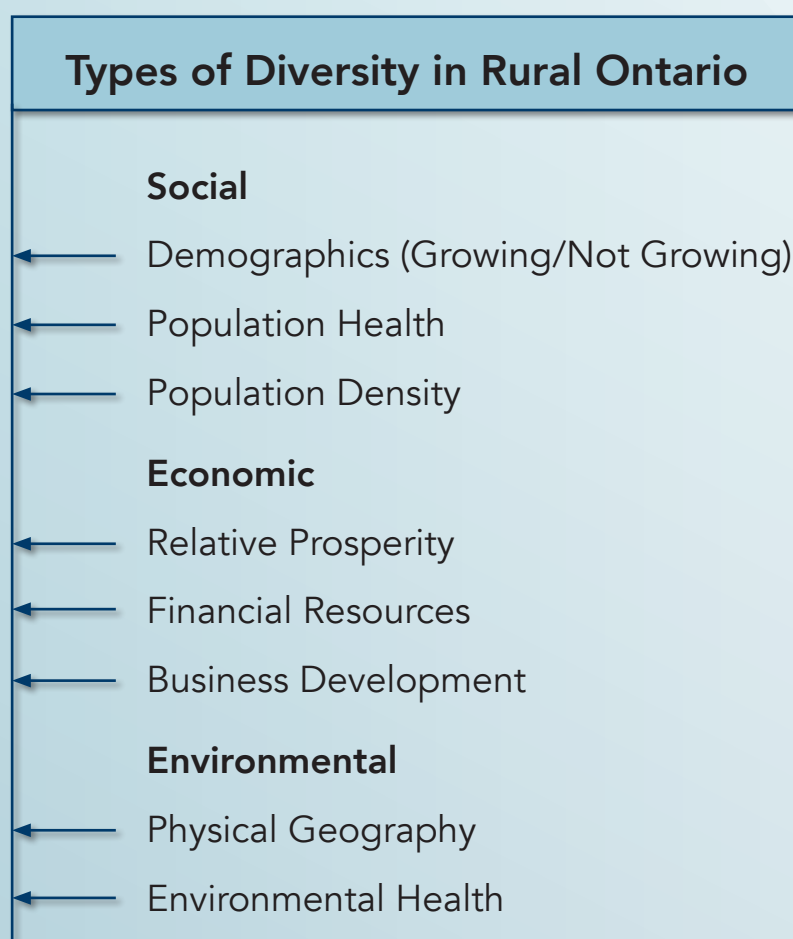 Types of Diversity in Rural Ontario
Social
Demographics (Growing/Not Growing)
Population Health
Population Density
Economic
Relative Prosperity
Financial Resources
Business Development
Environmental
Physical Geography
Environmental Health